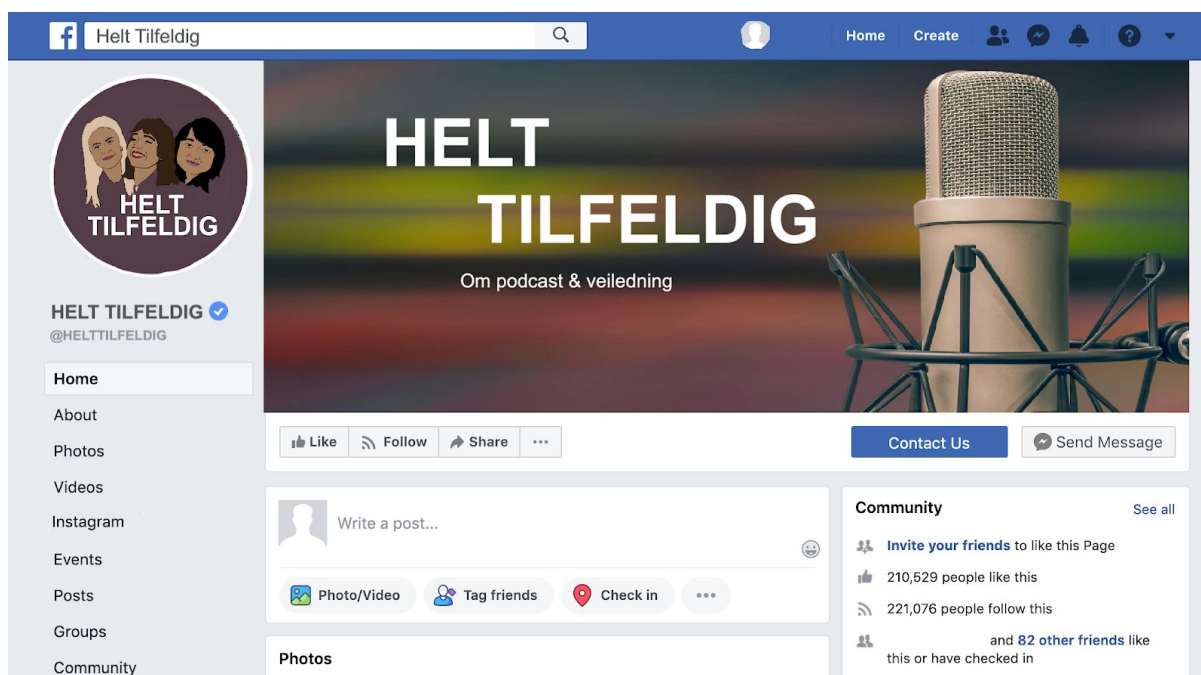 Helt Tilfeldig
Home
Create
HELT
TILFELDIG
HELT TILFELDIG
@HELTTILFELDIG
Home
About
Photos
Videos
Instagram
Events
Posts
Groups
Community
HELT
TILFELDIG
Om podcast & veiledning
Like
Follow
Share
Contact Us
Send Message
Write a post...
Photo/Video
Tag friends
Check in
Photos
Community
See all
Invite your friends to like this Page
210,529 people like this
221,076 people follow this
and 82 other friends like
this or have checked in